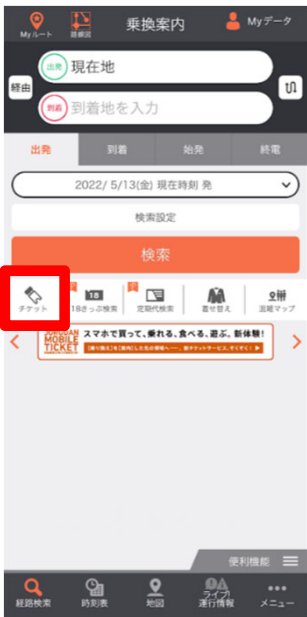 乗換案内
Myルート
路線図
Myデータ
出発 現在地
経由
到着 到着地を入力
出発 到着 始発 終電
2022/ 5/13(金) 現在時刻 発
検索設定
検索
チケット 18きっぷ検索 定期代検索 着せ替え 混雑マップ
18
JORUDAN
MOBILE
TICKET
スマホで買って、乗れる、食べる、遊ぶ。新体験!
便利機能
経路検索 時刻表 地図 ライブ!
運行情報 メニュー